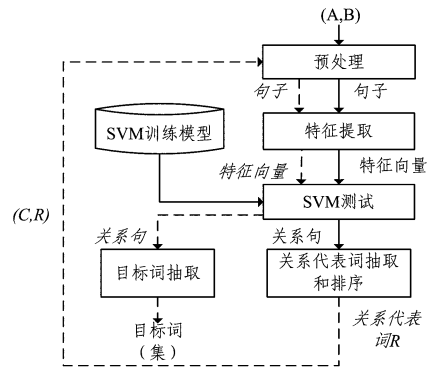 (A,B)
预处理
句子
句子
SVM训练模型
特征提取
特征向量
特征向量
SVM测试
(C,R)
关系句
关系句
目标词抽取
关系代表词抽取
和排序
目标词
（集）
关系代表
词R